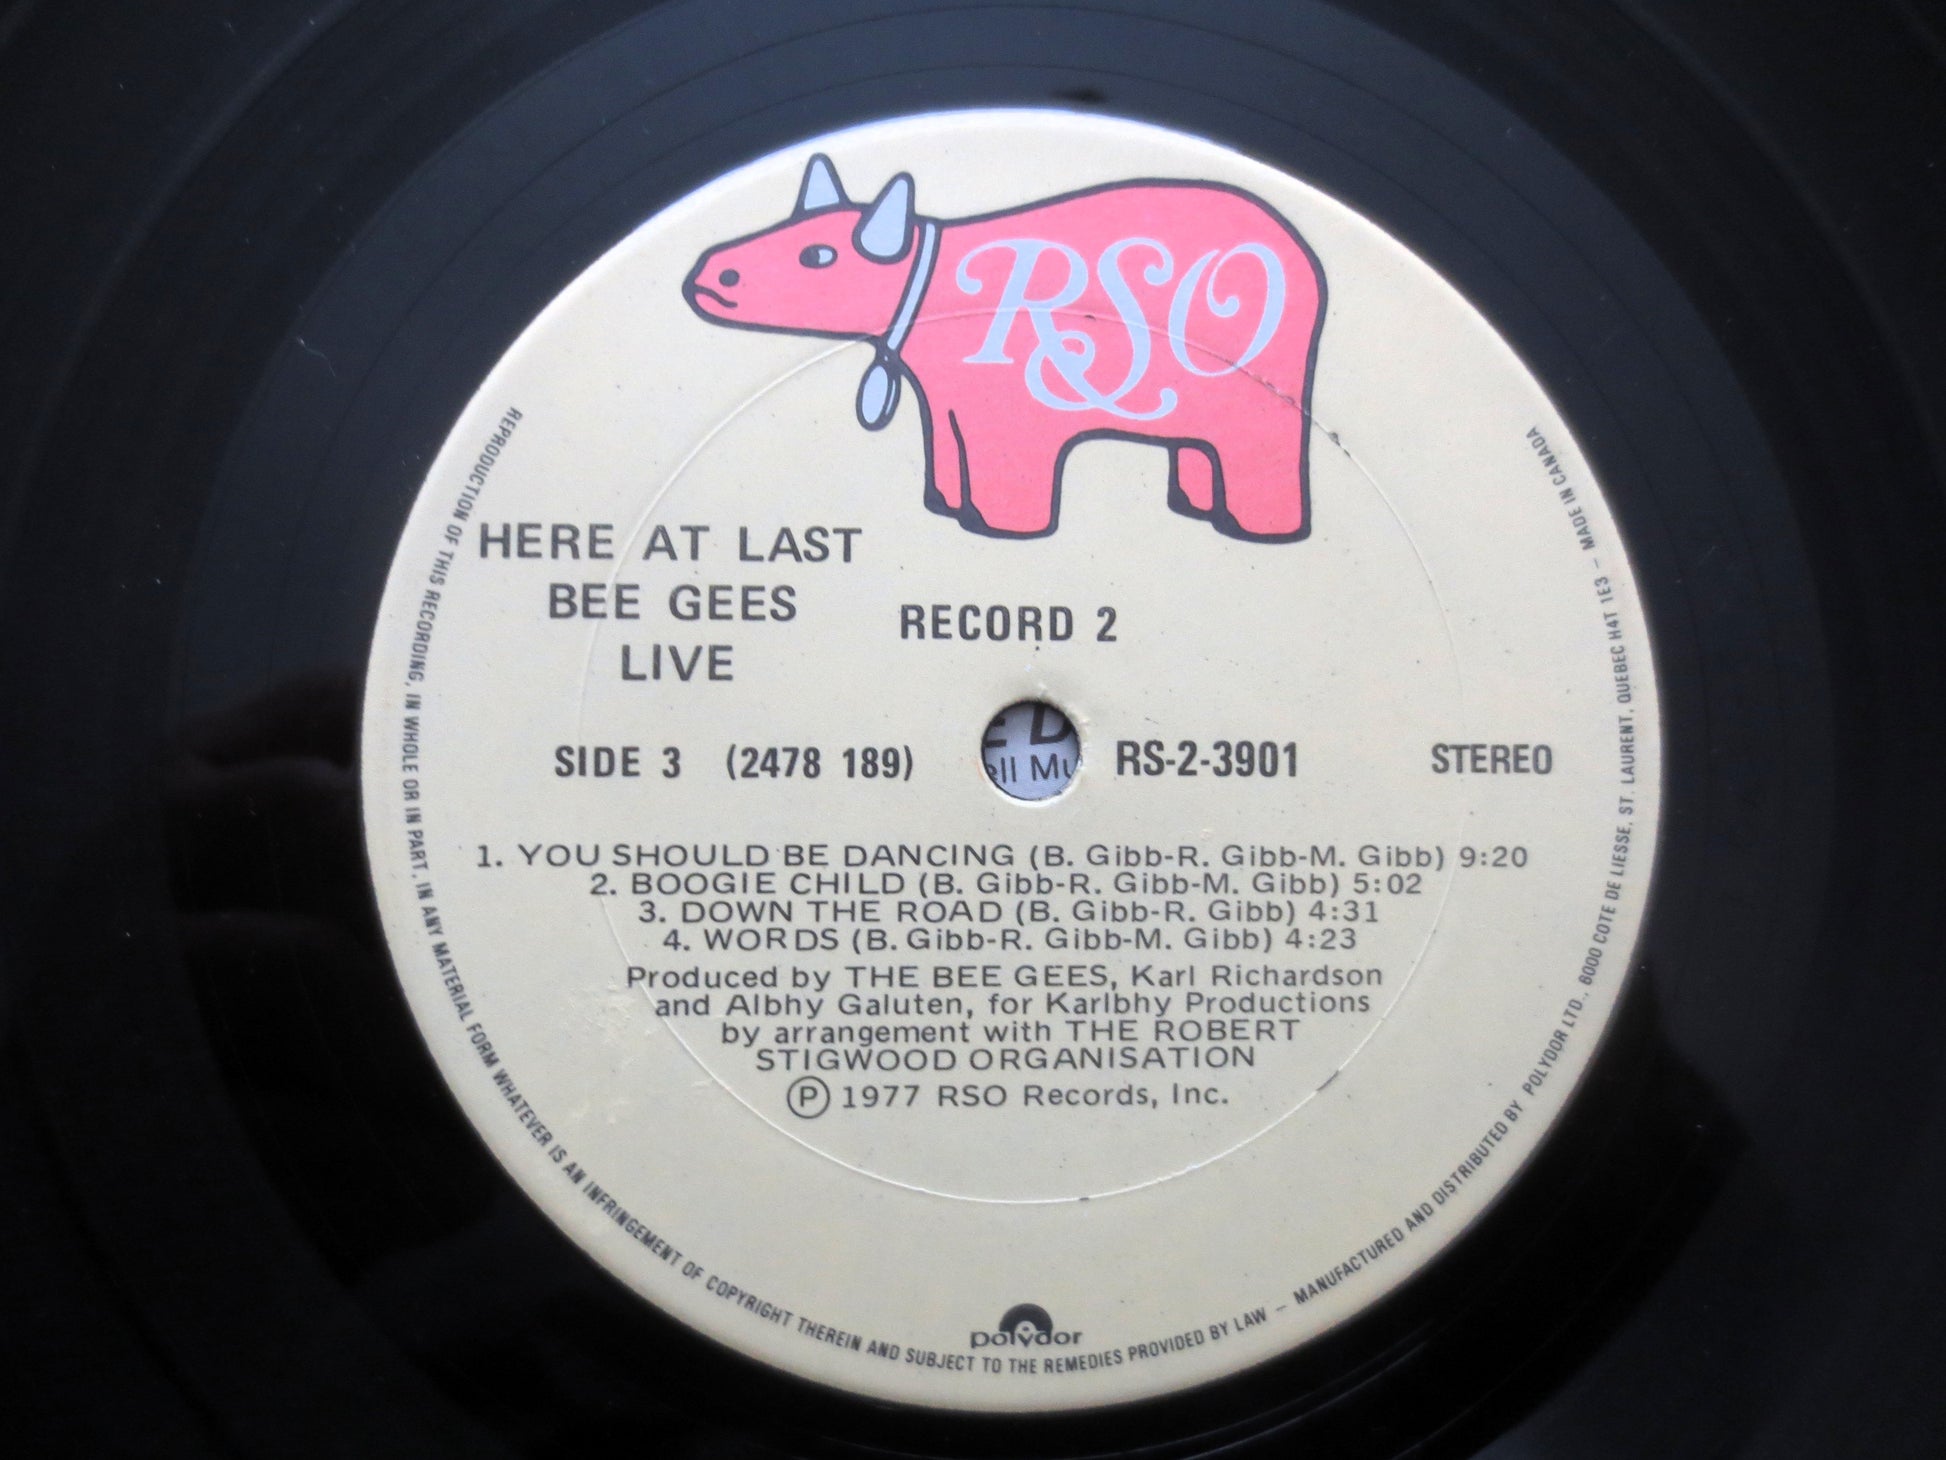 RSO
HERE AT LAST
BEE GEES
LIVE
RECORD 2
SIDE 3 (2478 189)
RS-2-3901
STEREO
1. YOU SHOULD BE DANCING (B. Gibb-R. Gibb-M. Gibb) 9:20
2. BOOGIE CHILD (B. Gibb-R. Gibb-M. Gibb) 5:02
3. DOWN THE ROAD (B. Gibb-R. Gibb) 4:31
4. WORDS (B. Gibb-R. Gibb-M. Gibb) 4:23
Produced by THE BEE GEES, Karl Richardson
and Albhy Galuten, for Karlbhy Productions
by arrangement with THE ROBERT
STIGWOOD ORGANISATION
Ⓟ 1977 RSO Records, Inc.
polydor
REPRODUCTION OF THIS RECORDING, IN WHOLE OR IN PART, IN ANY MATERIAL FORM WHATEVER IS AN INFRINGEMENT OF COPYRIGHT THEREIN AND SUBJECT TO THE REMEDIES PROVIDED BY LAW — MANUFACTURED AND DISTRIBUTED BY POLYDOR LTD., 6000 COTE DE LIESSE, ST. LAURENT, QUEBEC H4T 1E3 — MADE IN CANADA